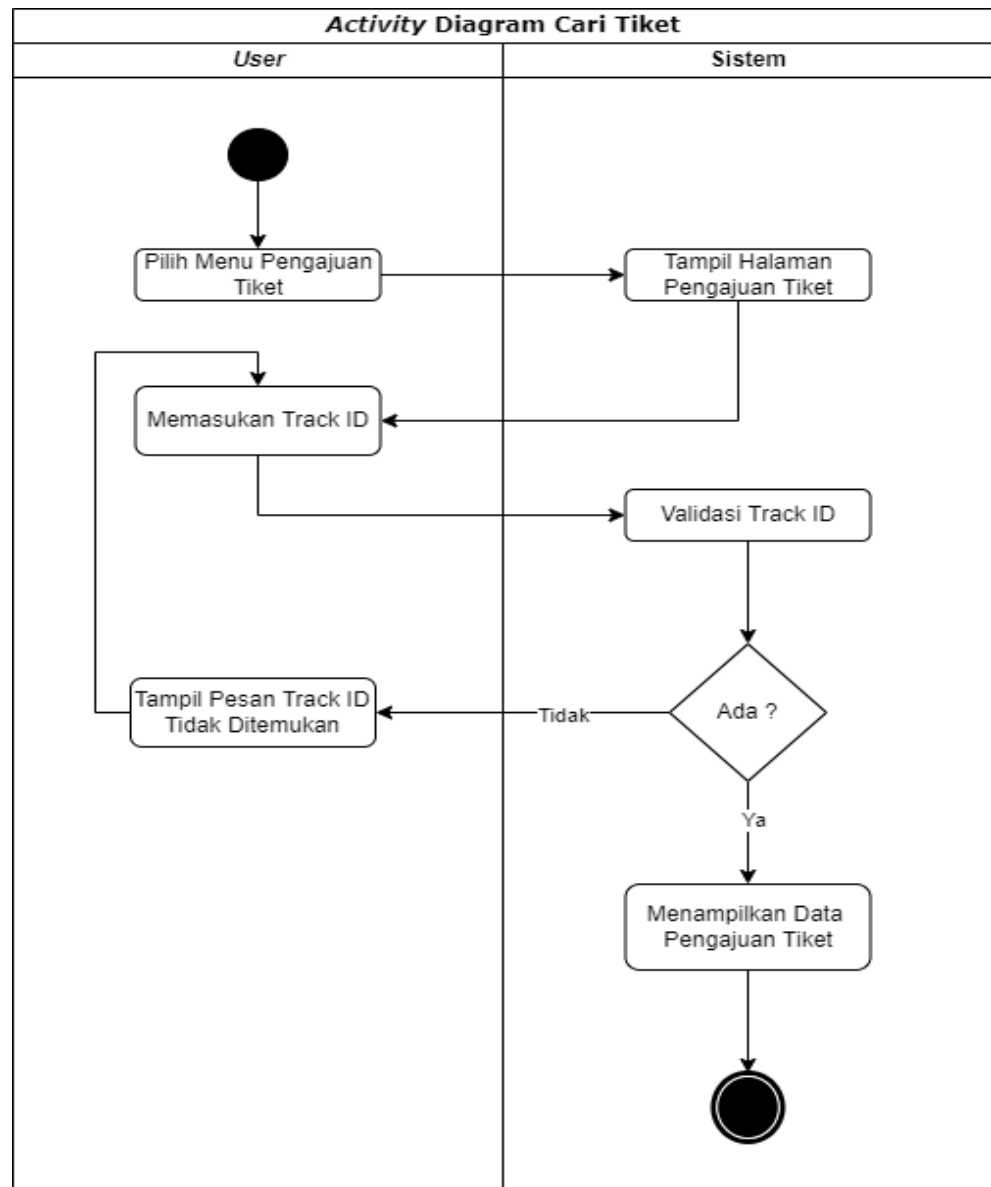 Activity Diagram Cari Tiket
User
Sistem
Pilih Menu Pengajuan
Tiket
Tampil Halaman
Pengajuan Tiket
Memasukan Track ID
Validasi Track ID
Ada ?
Tidak
Tampil Pesan Track ID
Tidak Ditemukan
Ya
Menampilkan Data
Pengajuan Tiket